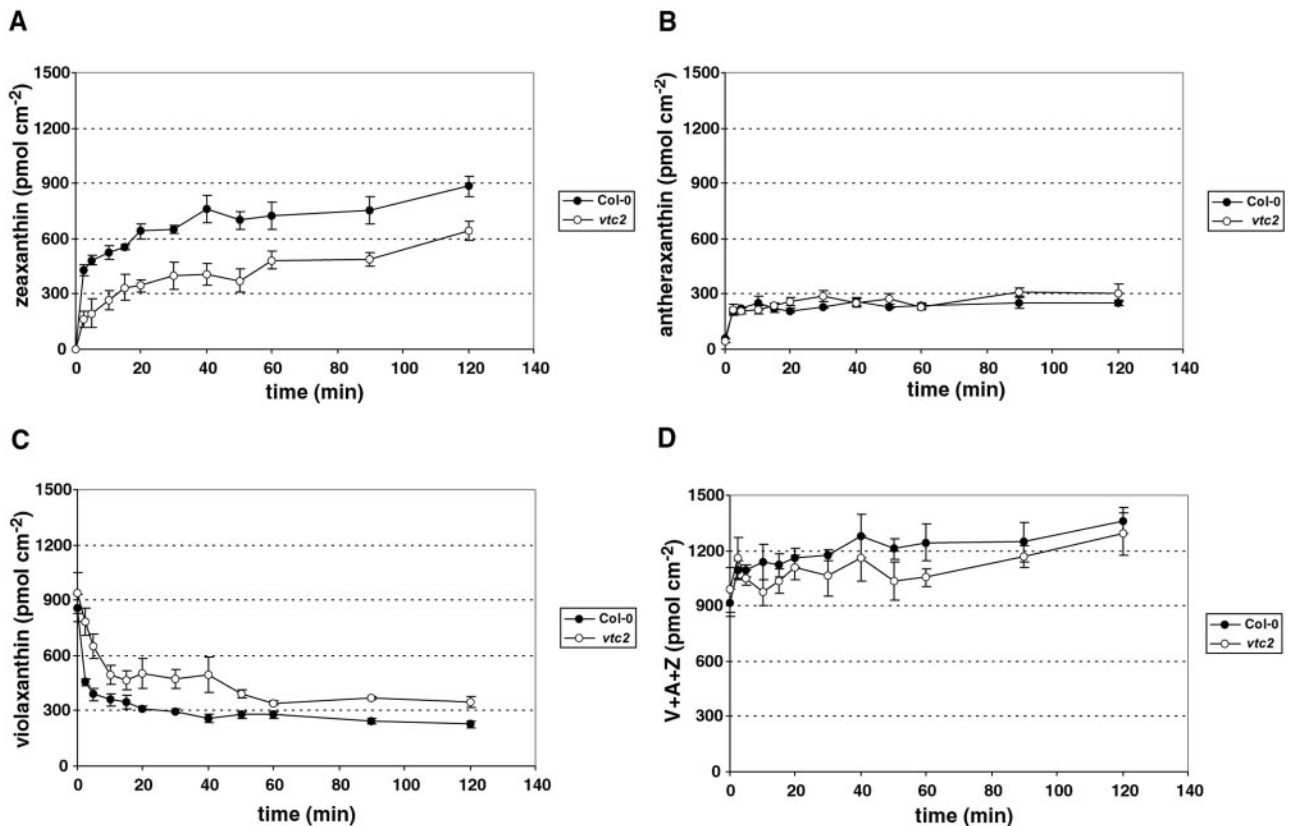 A
1500
1200
900
600
300
0
zeaxanthin (pmol cm⁻²)
0 20 40 60 80 100 120 140
time (min)
Col-0
vtc2
B
1500
1200
900
600
300
0
antheraxanthin (pmol cm⁻²)
0 20 40 60 80 100 120 140
time (min)
Col-0
vtc2
C
1500
1200
900
600
300
0
violaxanthin (pmol cm⁻²)
0 20 40 60 80 100 120 140
time (min)
Col-0
vtc2
D
1500
1200
900
600
300
0
V+A+Z (pmol cm⁻²)
0 20 40 60 80 100 120 140
time (min)
Col-0
vtc2